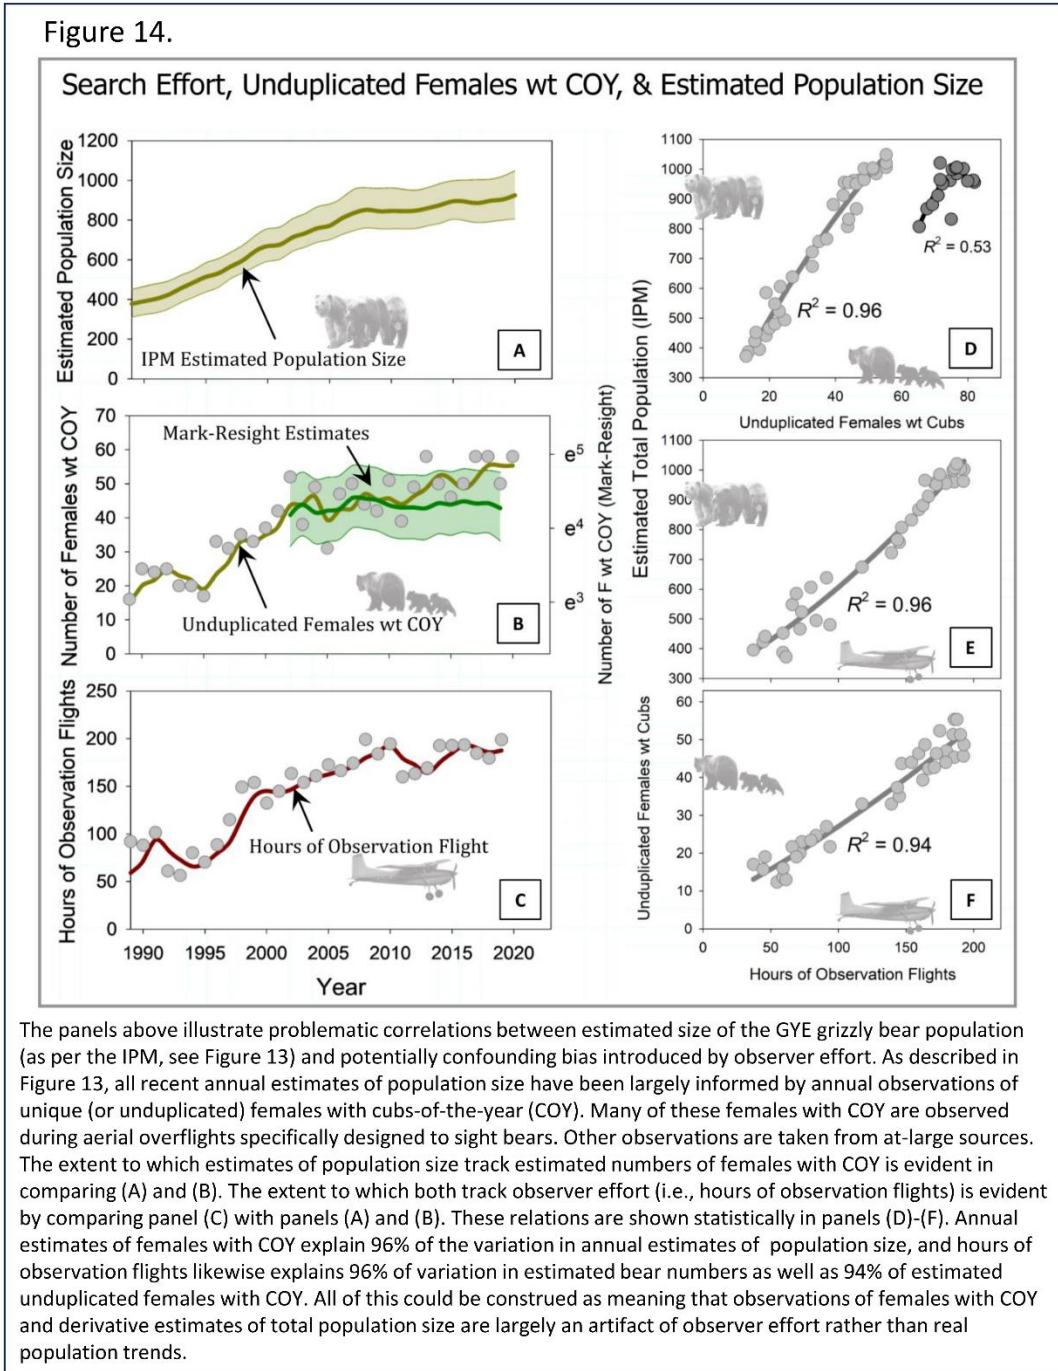 Figure 14.
Search Effort, Unduplicated Females wt COY, & Estimated Population Size
Estimated Population Size
1200
1000
800
600
400
200
0
IPM Estimated Population Size
A
Number of Females wt COY
70
60
50
40
30
20
10
0
Mark-Resight Estimates
Unduplicated Females wt COY
B
e⁵
e⁴
e³
Number of F wt COY (Mark-Resight)
Hours of Observation Flights
250
200
150
100
50
0
Hours of Observation Flight
C
1990 1995 2000 2005 2010 2015 2020
Year
Estimated Total Population (IPM)
1100
1000
900
800
700
600
500
400
300
R² = 0.53
R² = 0.96
D
0 20 40 60 80
Unduplicated Females wt Cubs
1100
1000
900
800
700
600
500
400
300
R² = 0.96
E
Unduplicated Females wt Cubs
60
50
40
30
20
10
0
R² = 0.94
F
0 50 100 150 200
Hours of Observation Flights
The panels above illustrate problematic correlations between estimated size of the GYE grizzly bear population
(as per the IPM, see Figure 13) and potentially confounding bias introduced by observer effort. As described in
Figure 13, all recent annual estimates of population size have been largely informed by annual observations of
unique (or unduplicated) females with cubs-of-the-year (COY). Many of these females with COY are observed
during aerial overflights specifically designed to sight bears. Other observations are taken from at-large sources.
The extent to which estimates of population size track estimated numbers of females with COY is evident in
comparing (A) and (B). The extent to which both track observer effort (i.e., hours of observation flights) is evident
by comparing panel (C) with panels (A) and (B). These relations are shown statistically in panels (D)-(F). Annual
estimates of females with COY explain 96% of the variation in annual estimates of population size, and hours of
observation flights likewise explains 96% of variation in estimated bear numbers as well as 94% of estimated
unduplicated females with COY. All of this could be construed as meaning that observations of females with COY
and derivative estimates of total population size are largely an artifact of observer effort rather than real
population trends.